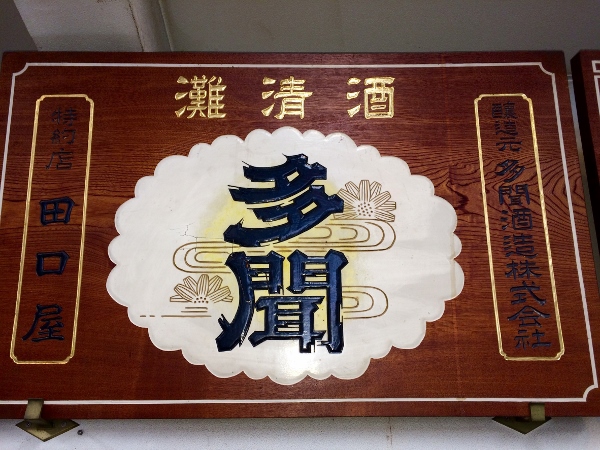 灘清酒
醸造元多聞酒造株式会社
多聞
特約店 田口屋